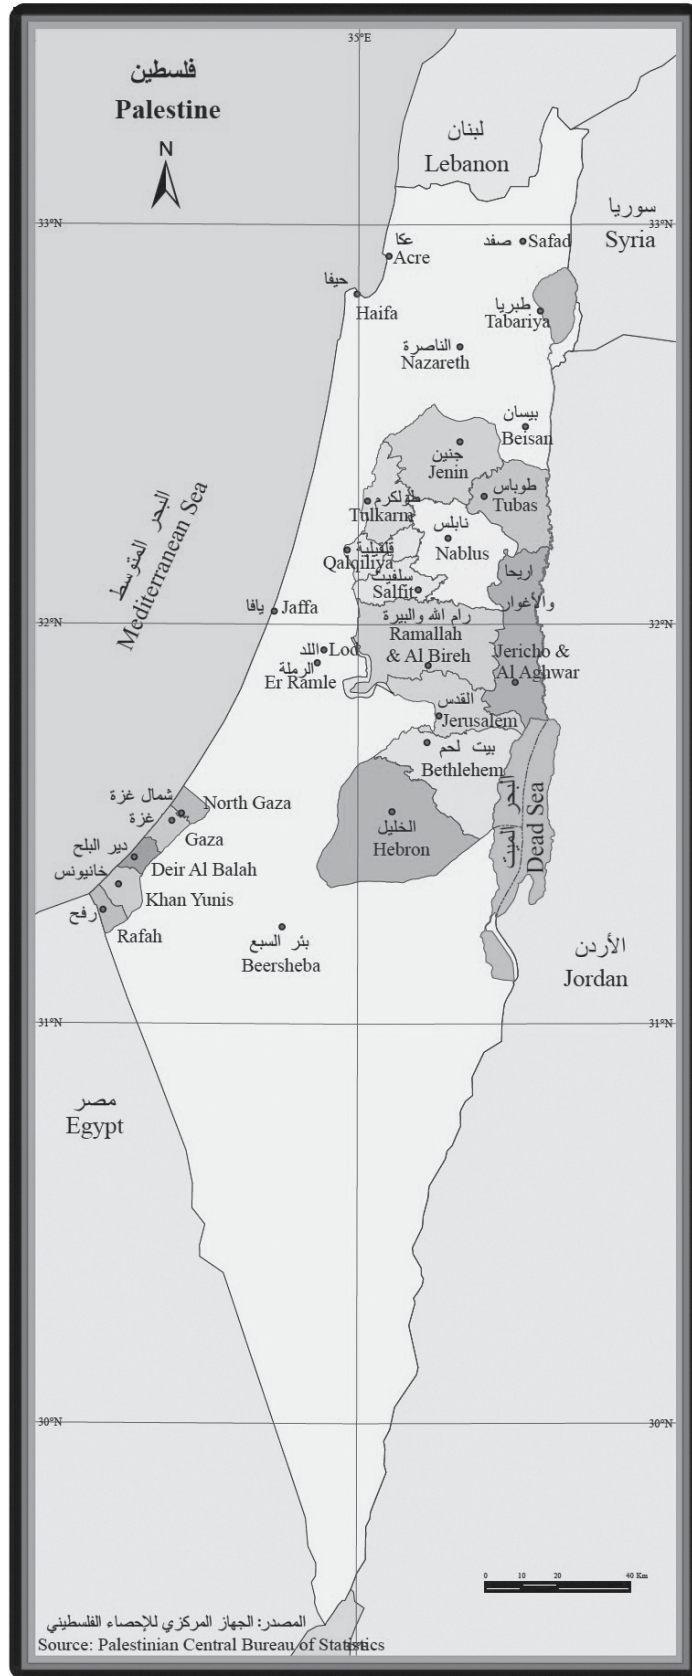 35°E
فلسطين
Palestine
N
لبنان
Lebanon
سوريا
Syria
33°N
33°N
عكا
Acre
صفد Safad
حيفا
Haifa
طبريا
Tabariya
الناصرة
Nazareth
بيسان
Beisan
جنين
Jenin
طوباس
Tubas
طولكرم
Tulkarm
نابلس
Nablus
قلقيلية
Qalqiliya
سلفيت
Salfit
اريحا
والأغوار
Jericho &
Al Aghwar
البحر المتوسط
Mediterranean Sea
يافا Jaffa
32°N
32°N
رام الله والبيرة
Ramallah
& Al Bireh
اللد Lod
الرملة
Er Ramle
القدس
Jerusalem
بيت لحم
Bethlehem
البحر الميت
Dead Sea
شمال غزة
North Gaza
غزة
Gaza
دير البلح
Deir Al Balah
خانيونس
Khan Yunis
رفح
Rafah
الخليل
Hebron
بئر السبع
Beersheba
الأردن
Jordan
31°N
31°N
مصر
Egypt
30°N
30°N
0 10 20 40 Km
المصدر: الجهاز المركزي للإحصاء الفلسطيني
Source: Palestinian Central Bureau of Statistics